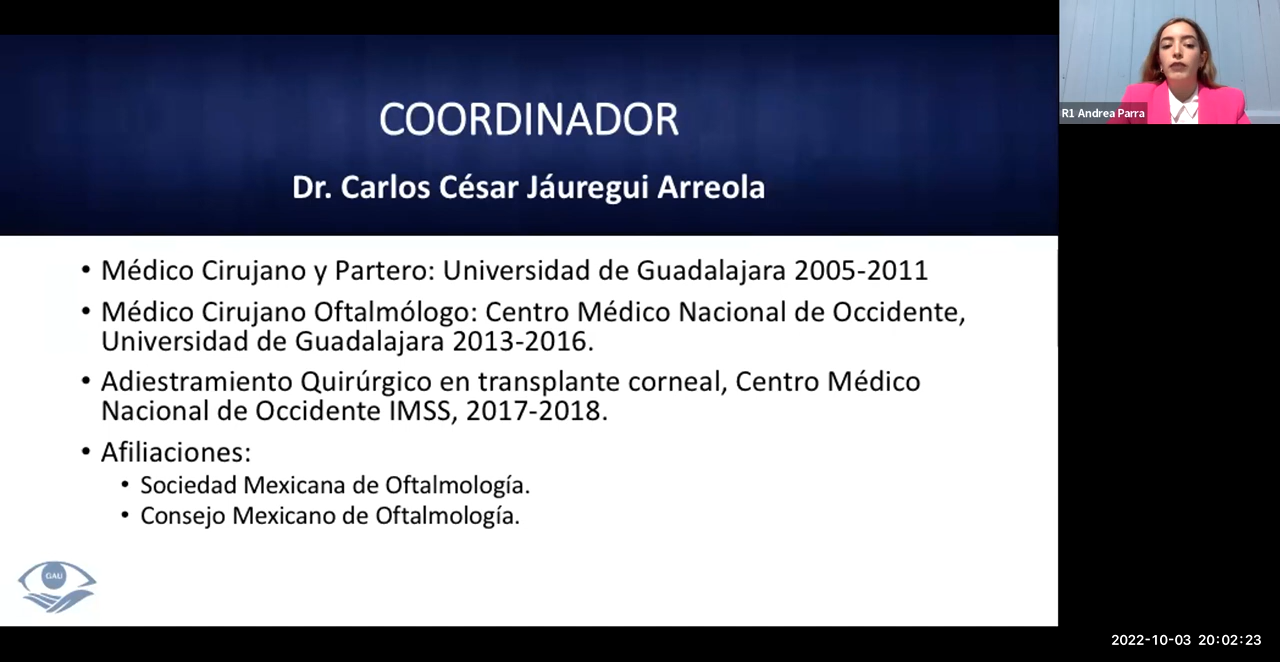 COORDINADOR
Dr. Carlos César Jáuregui Arreola
• Médico Cirujano y Partero: Universidad de Guadalajara 2005-2011
• Médico Cirujano Oftalmólogo: Centro Médico Nacional de Occidente,
Universidad de Guadalajara 2013-2016.
• Adiestramiento Quirúrgico en transplante corneal, Centro Médico
Nacional de Occidente IMSS, 2017-2018.
• Afiliaciones:
• Sociedad Mexicana de Oftalmología.
• Consejo Mexicano de Oftalmología.
GAU
R1 Andrea Parra
2022-10-03 20:02:23